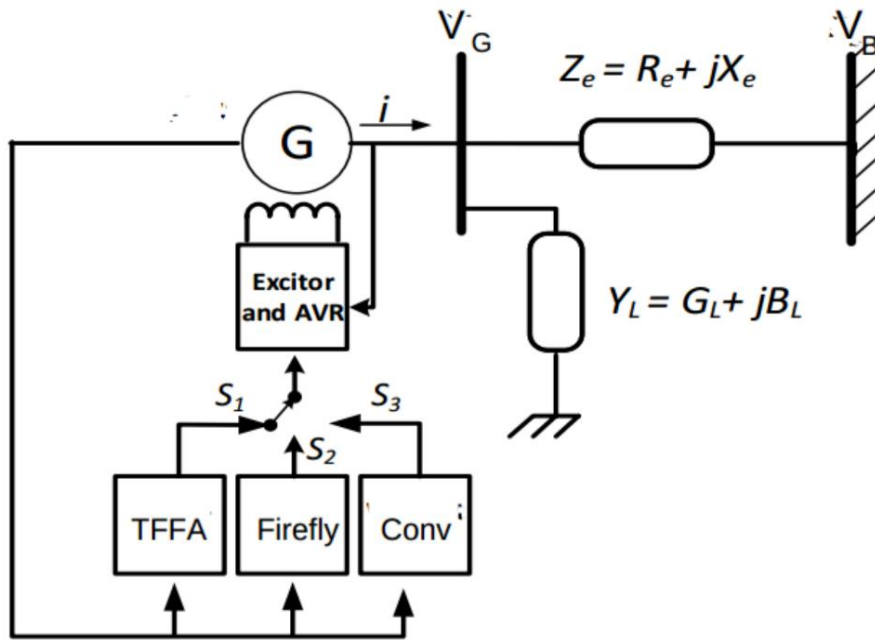 V_G
V_B
Z_e = R_e + jX_e
i
G
Excitor
and AVR
Y_L = G_L + jB_L
S_1
S_3
S_2
TFFA
Firefly
Conv